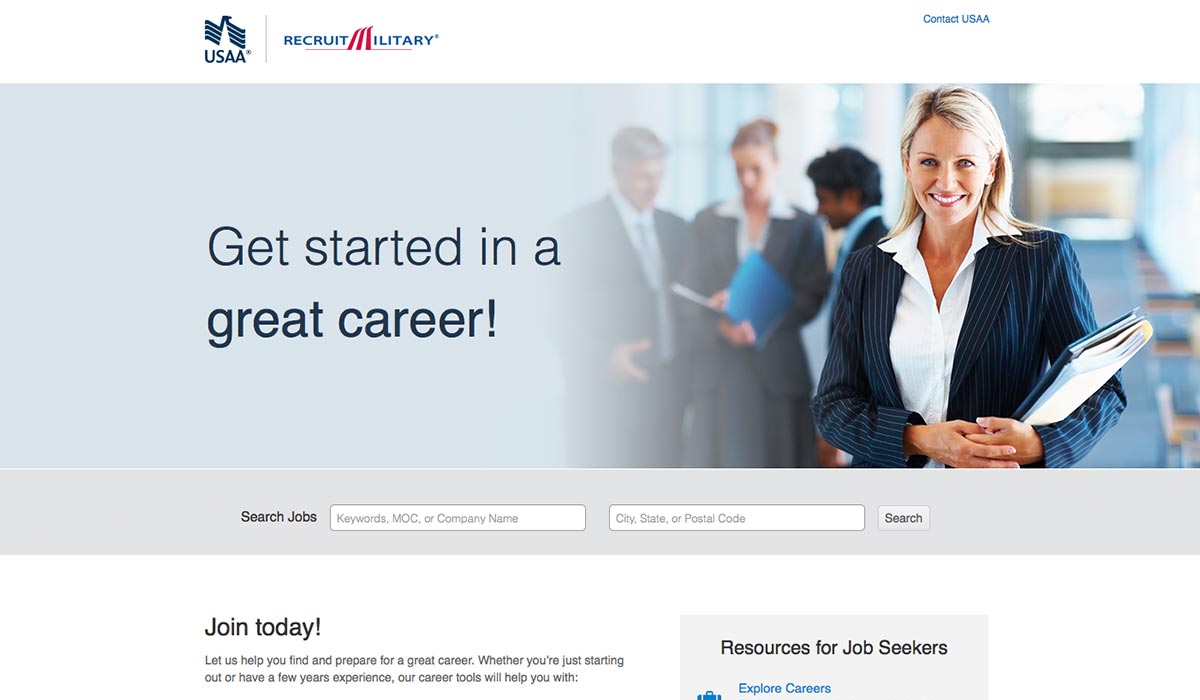 USAA®
RECRUITMILITARY®
Contact USAA
Get started in a
great career!
Search Jobs
Keywords, MOC, or Company Name
City, State, or Postal Code
Search
Join today!
Let us help you find and prepare for a great career. Whether you're just starting
out or have a few years experience, our career tools will help you with:
Resources for Job Seekers
Explore Careers